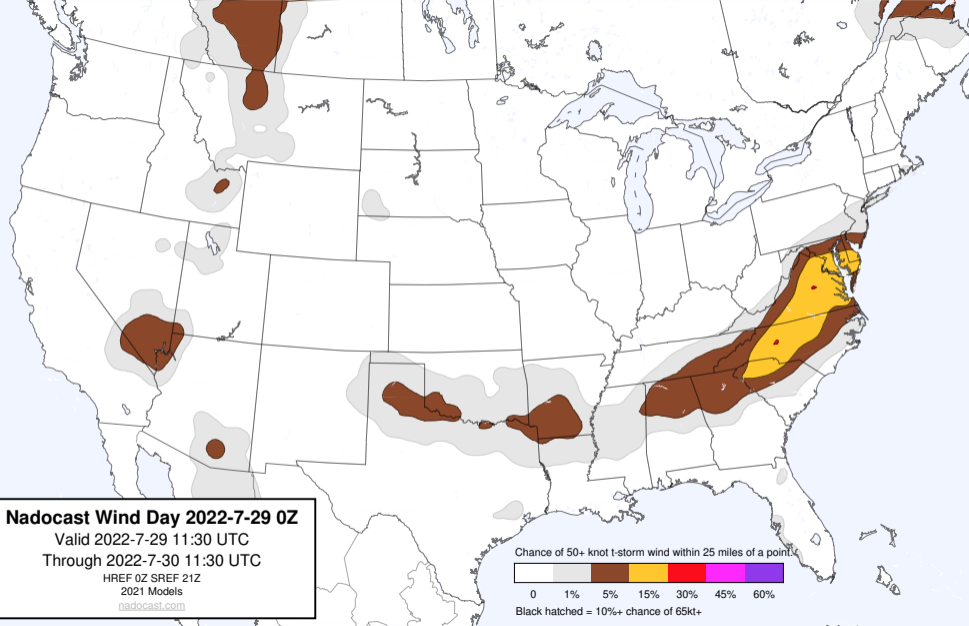 Nadocast Wind Day 2022-7-29 0Z
Valid 2022-7-29 11:30 UTC
Through 2022-7-30 11:30 UTC
HREF 0Z SREF 21Z
2021 Models
nadocast.com
Chance of 50+ knot t-storm wind within 25 miles of a point.
0 1% 5% 15% 30% 45% 60%
Black hatched = 10%+ chance of 65kt+